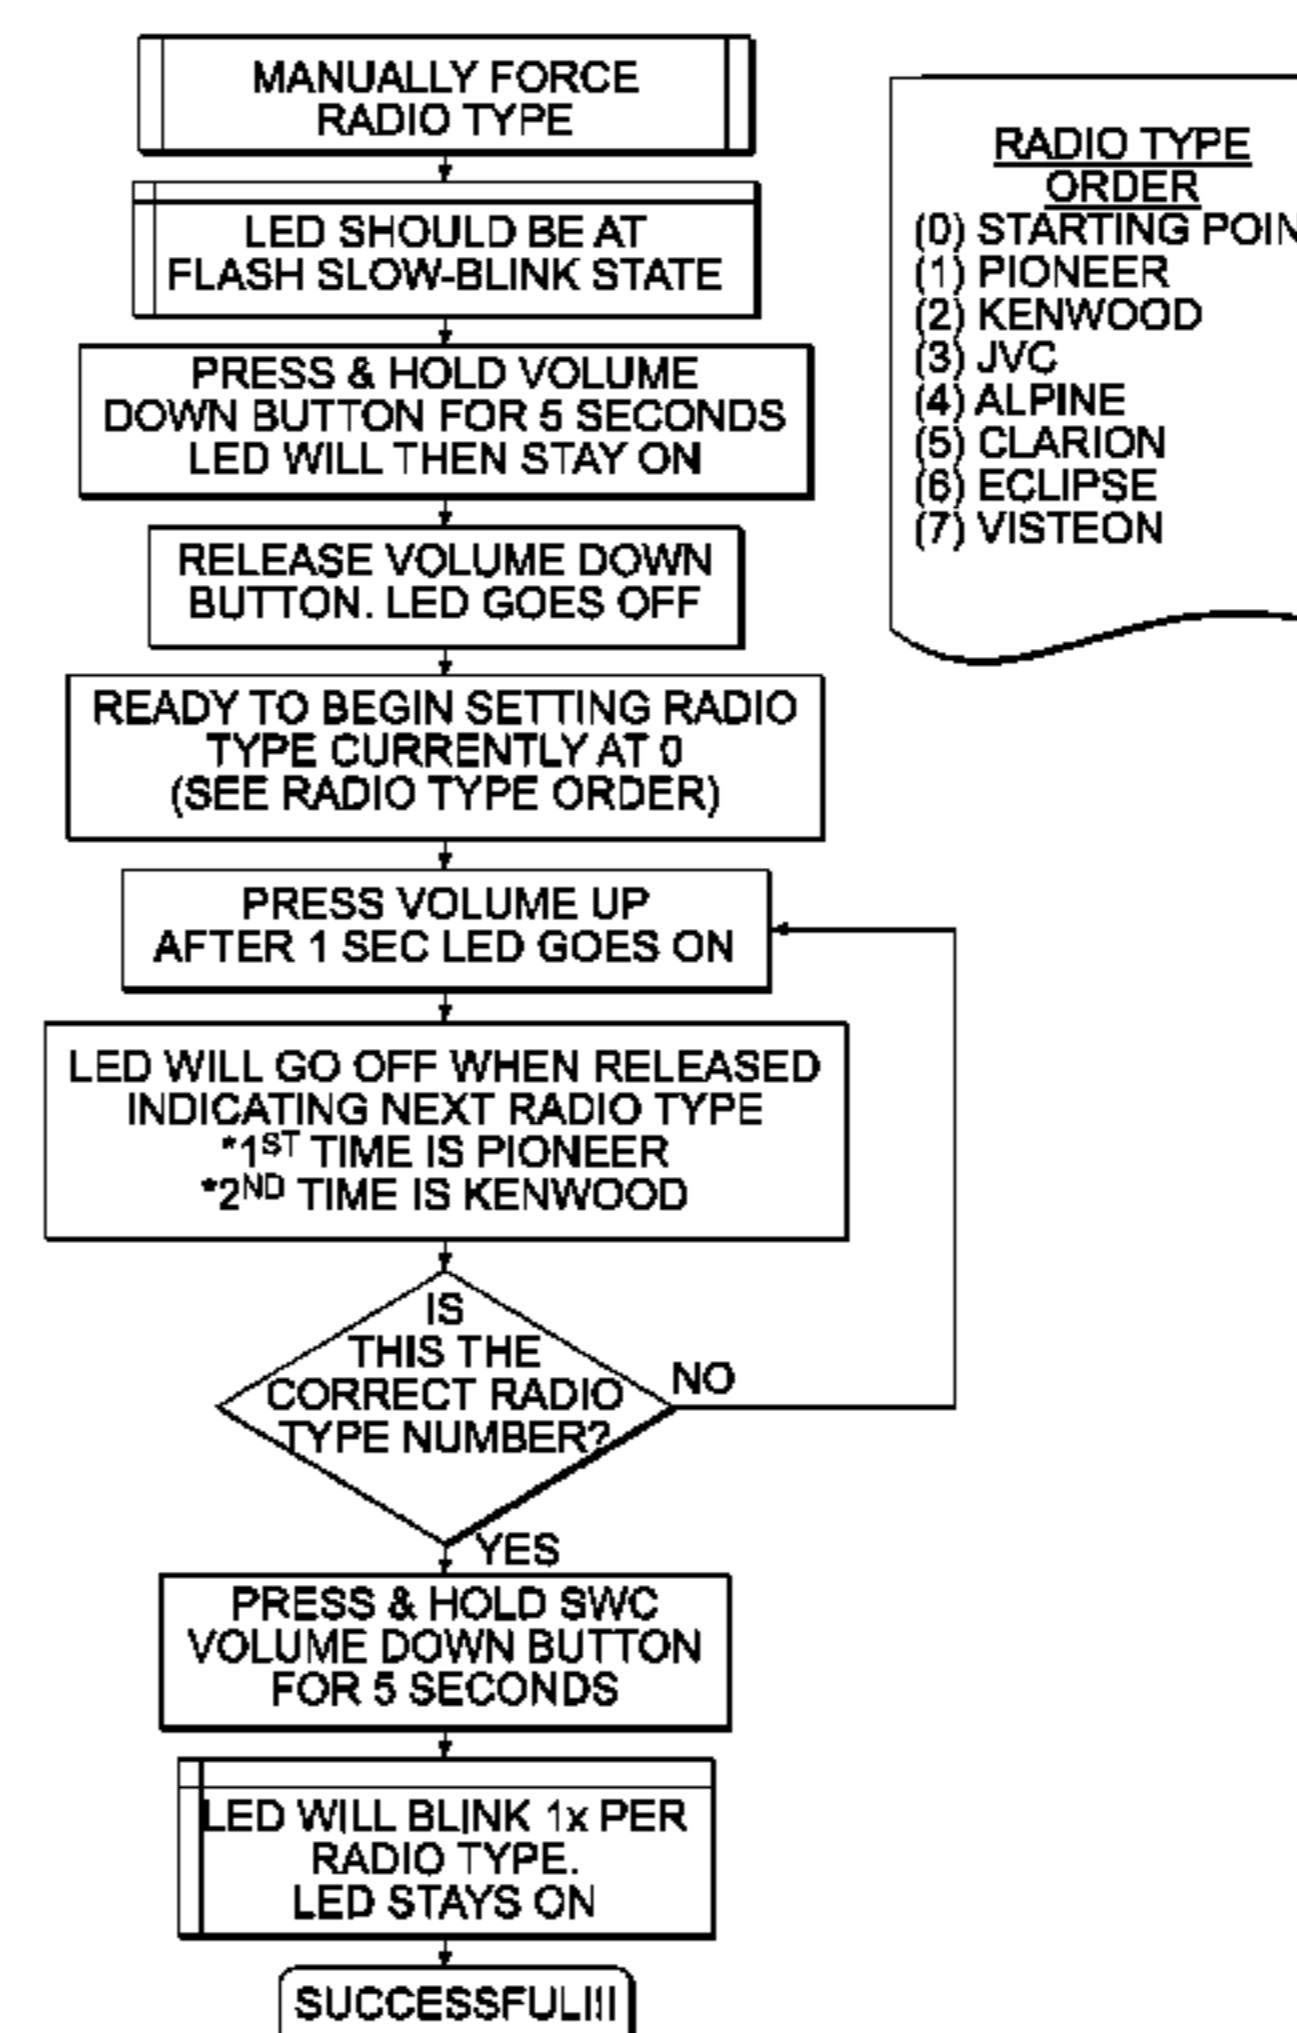 MANUALLY FORCE
RADIO TYPE
LED SHOULD BE AT
FLASH SLOW-BLINK STATE
PRESS & HOLD VOLUME
DOWN BUTTON FOR 5 SECONDS
LED WILL THEN STAY ON
RELEASE VOLUME DOWN
BUTTON. LED GOES OFF
READY TO BEGIN SETTING RADIO
TYPE CURRENTLY AT 0
(SEE RADIO TYPE ORDER)
PRESS VOLUME UP
AFTER 1 SEC LED GOES ON
LED WILL GO OFF WHEN RELEASED
INDICATING NEXT RADIO TYPE
*1ST TIME IS PIONEER
*2ND TIME IS KENWOOD
IS
THIS THE
CORRECT RADIO
TYPE NUMBER?
NO
YES
PRESS & HOLD SWC
VOLUME DOWN BUTTON
FOR 5 SECONDS
LED WILL BLINK 1x PER
RADIO TYPE.
LED STAYS ON
SUCCESSFUL!!!
RADIO TYPE
ORDER
(0) STARTING POIN
(1) PIONEER
(2) KENWOOD
(3) JVC
(4) ALPINE
(5) CLARION
(6) ECLIPSE
(7) VISTEON